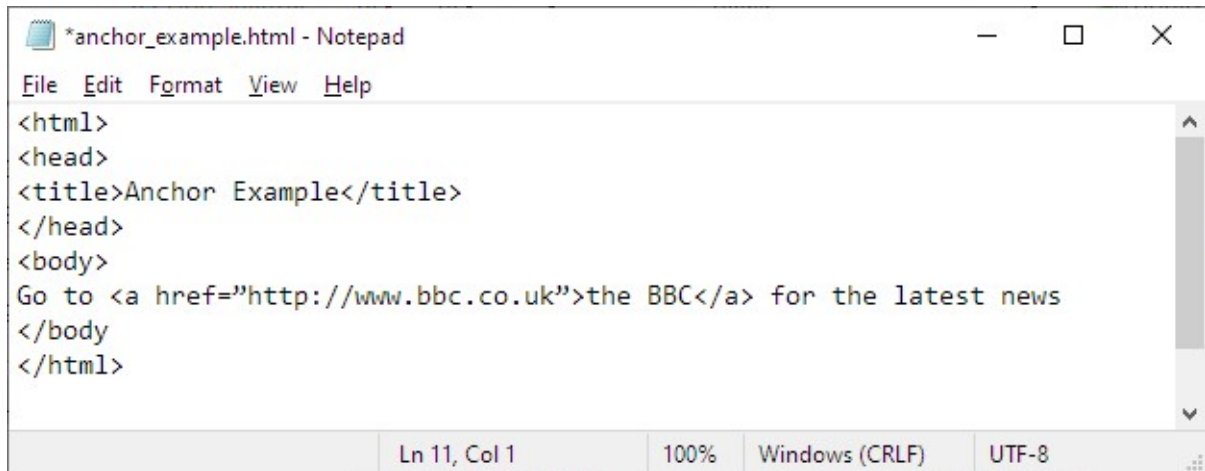 *anchor_example.html - Notepad
File Edit Format View Help
<html>
<head>
<title>Anchor Example</title>
</head>
<body>
Go to <a href=”http://www.bbc.co.uk”>the BBC</a> for the latest news
</body
</html>
Ln 11, Col 1 100% Windows (CRLF) UTF-8